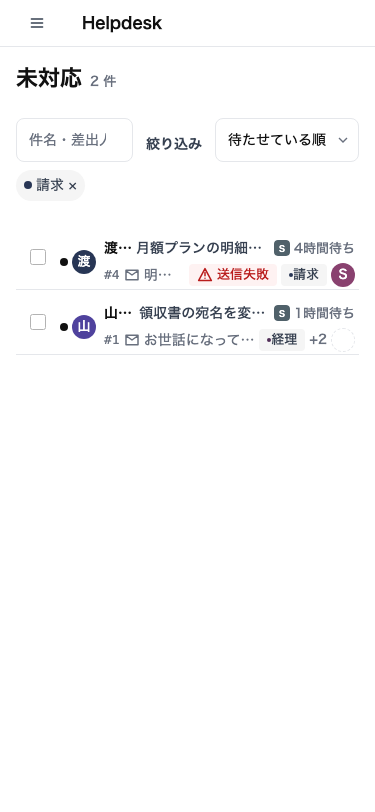 Helpdesk
未対応 2 件
件名・差出人 絞り込み 待たせている順
請求 ×
渡… 月額プランの明細… s 4時間待ち
渡
#4 明… 送信失敗 •請求 S
山… 領収書の宛名を変… s 1時間待ち
山
#1 お世話になって… •経理 +2